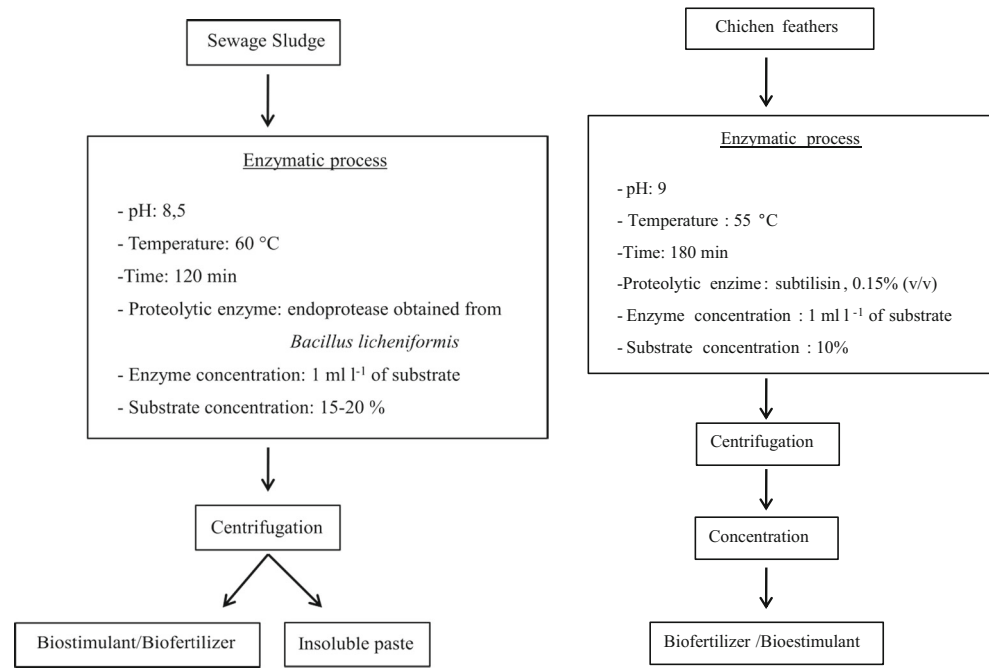 Sewage Sludge
Enzymatic process
- pH: 8,5
- Temperature: 60 °C
-Time: 120 min
- Proteolytic enzyme: endoprotease obtained from
Bacillus licheniformis
- Enzyme concentration: 1 ml l⁻¹ of substrate
- Substrate concentration: 15-20 %
Centrifugation
Biostimulant/Biofertilizer
Insoluble paste
Chichen feathers
Enzymatic process
- pH: 9
- Temperature : 55 °C
-Time: 180 min
-Proteolytic enzime : subtilisin , 0.15% (v/v)
- Enzyme concentration : 1 ml l⁻¹ of substrate
- Substrate concentration : 10%
Centrifugation
Concentration
Biofertilizer /Bioestimulant